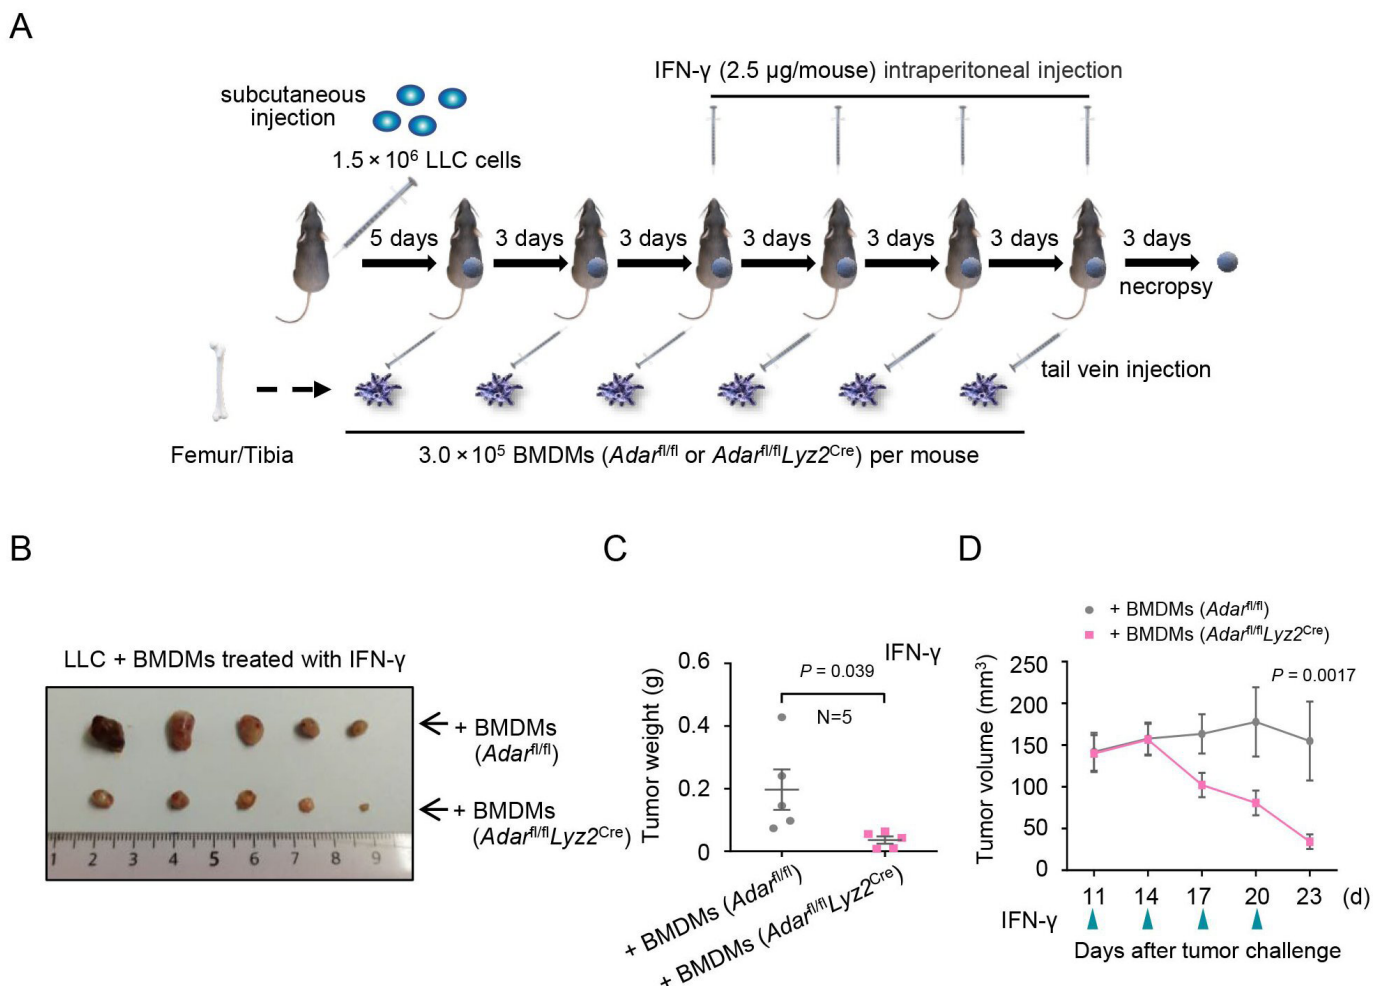 A
IFN-γ (2.5 µg/mouse) intraperitoneal injection
subcutaneous
injection
1.5 × 10⁶ LLC cells
5 days
3 days
3 days
3 days
3 days
3 days
3 days
necropsy
tail vein injection
Femur/Tibia
3.0 × 10⁵ BMDMs (Adar^fl/fl or Adar^fl/fl Lyz2^Cre) per mouse
B
LLC + BMDMs treated with IFN-γ
+ BMDMs
(Adar^fl/fl)
+ BMDMs
(Adar^fl/fl Lyz2^Cre)
1 2 3 4 5 6 7 8 9
C
IFN-γ
P = 0.039
N=5
Tumor weight (g)
0.6
0.4
0.2
0
+ BMDMs (Adar^fl/fl)
+ BMDMs (Adar^fl/fl Lyz2^Cre)
D
+ BMDMs (Adar^fl/fl)
+ BMDMs (Adar^fl/fl Lyz2^Cre)
P = 0.0017
Tumor volume (mm³)
250
200
150
100
50
0
11 14 17 20 23 (d)
IFN-γ
Days after tumor challenge